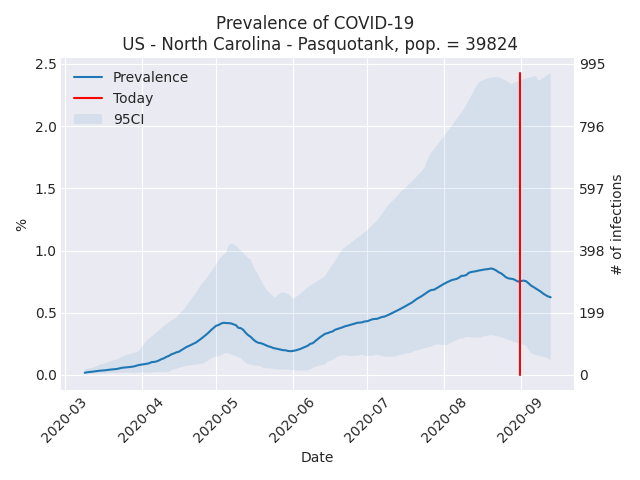 Prevalence of COVID-19
US - North Carolina - Pasquotank, pop. = 39824
Prevalence
Today
95CI
2.5
2.0
1.5
1.0
0.5
0.0
%
995
796
597
398
199
0
# of infections
2020-03
2020-04
2020-05
2020-06
2020-07
2020-08
2020-09
Date